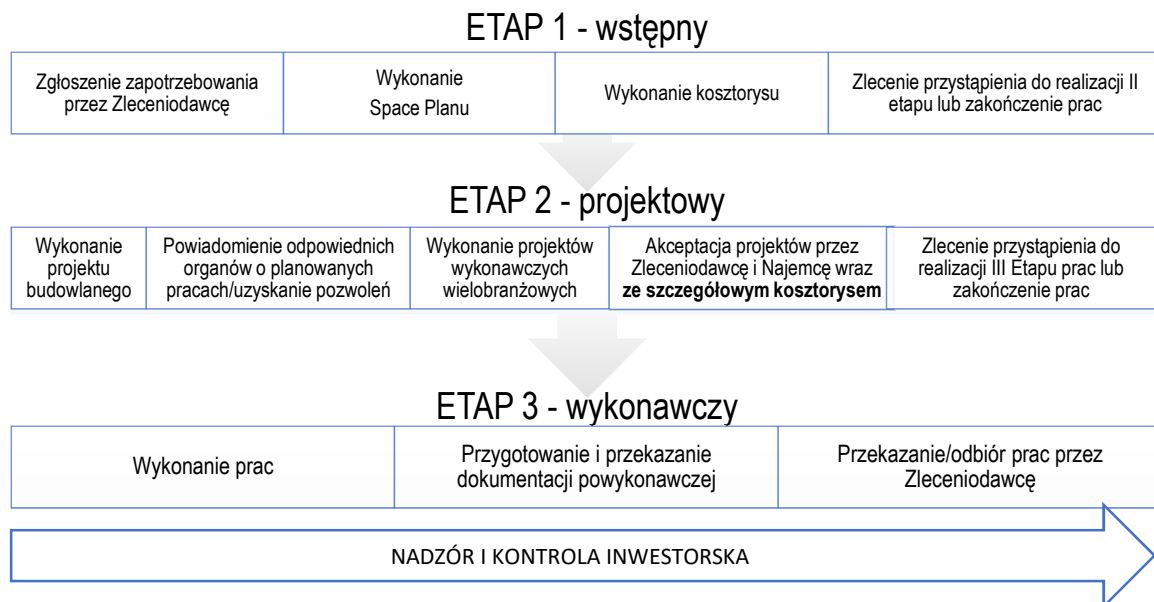 ETAP 1 - wstępny
Zgłoszenie zapotrzebowania
przez Zleceniodawcę
Wykonanie
Space Planu
Wykonanie kosztorysu
Zlecenie przystąpienia do realizacji II
etapu lub zakończenie prac
ETAP 2 - projektowy
Wykonanie
projektu
budowlanego
Powiadomienie odpowiednich
organów o planowanych
pracach/uzyskanie pozwoleń
Wykonanie projektów
wykonawczych
wielobranżowych
Akceptacja projektów przez
Zleceniodawcę i Najemcę wraz
ze szczegółowym kosztorysem
Zlecenie przystąpienia do
realizacji III Etapu prac lub
zakończenie prac
ETAP 3 - wykonawczy
Wykonanie prac
Przygotowanie i przekazanie
dokumentacji powykonawczej
Przekazanie/odbiór prac przez
Zleceniodawcę
NADZÓR I KONTROLA INWESTORSKA